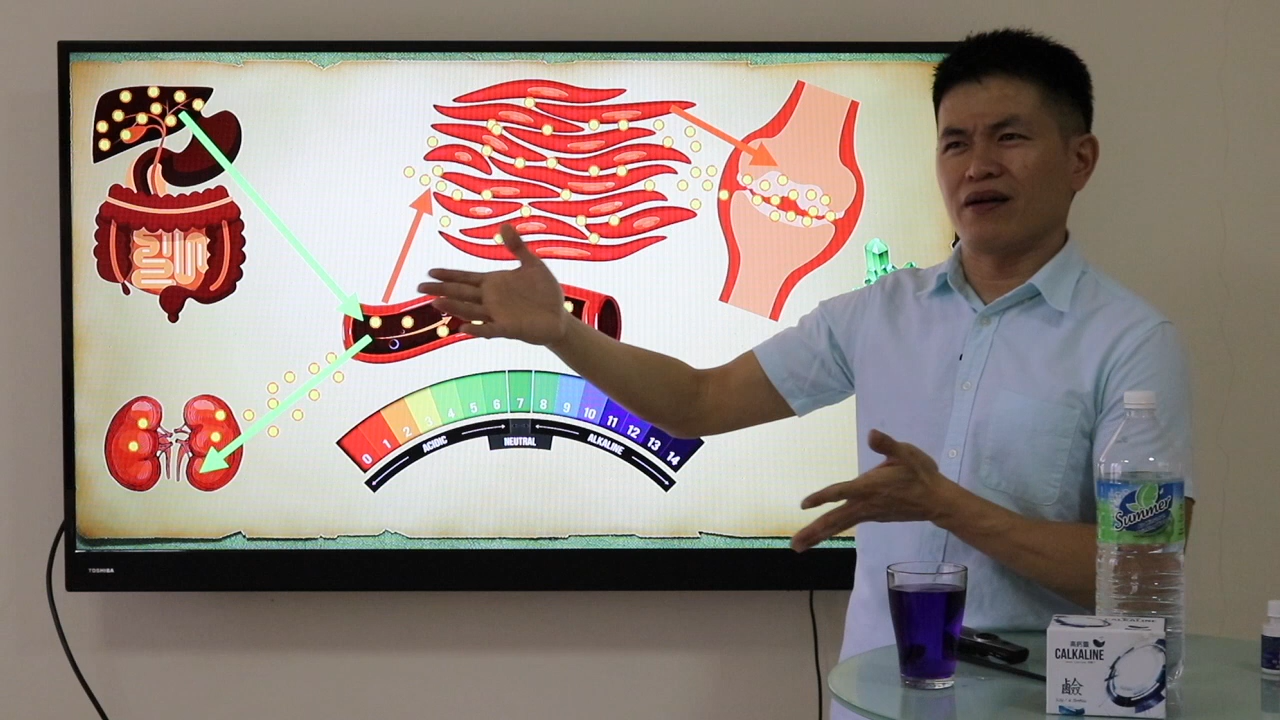 0 1 2 3 4 5 6 7 8 9 10 11 12 13 14
ACIDIC
NEUTRAL
ALKALINE
TOSHIBA
Summer
CALKALINE
鹼